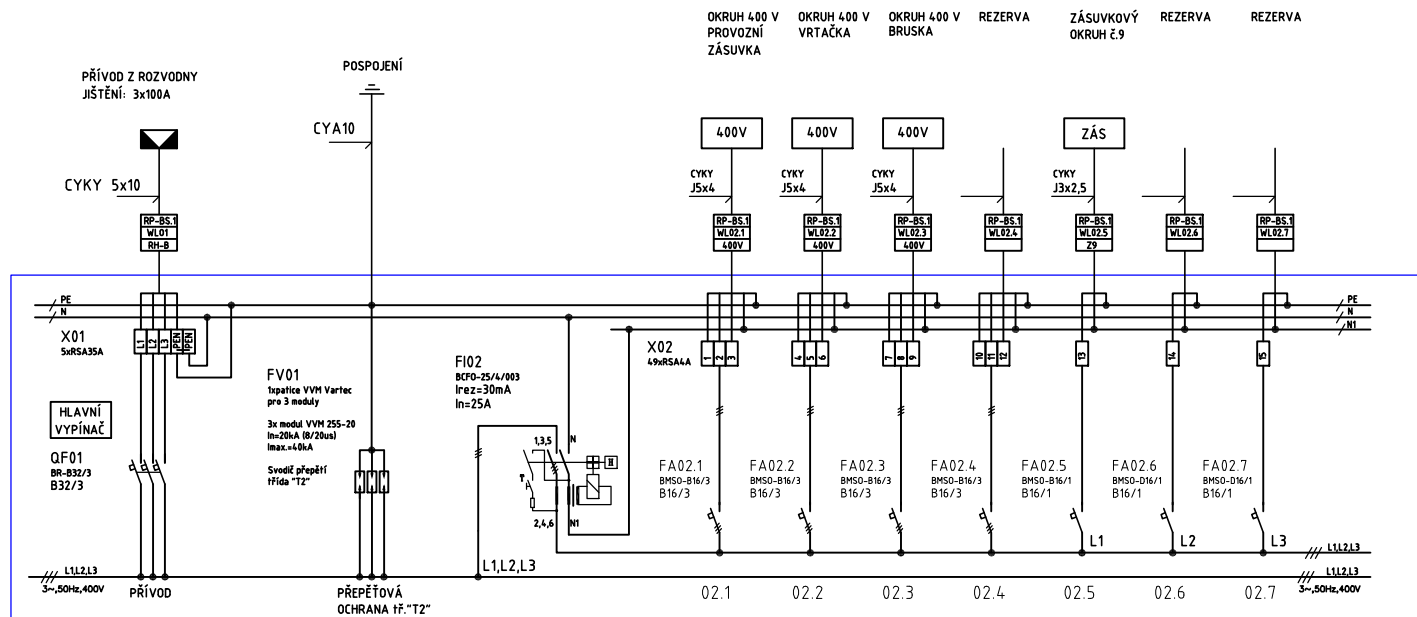 OKRUH 400 V
PROVOZNÍ
ZÁSUVKA
OKRUH 400 V
VRTAČKA
OKRUH 400 V
BRUSKA
REZERVA
ZÁSUVKOVÝ
OKRUH č.9
REZERVA
REZERVA
PŘÍVOD Z ROZVODNY
JIŠTĚNÍ: 3x100A
POSPOJENÍ
CYA10
400V
400V
400V
ZÁS
CYKY 5x10
CYKY
J5x4
CYKY
J5x4
CYKY
J5x4
CYKY
J3x2,5
RP-BS.1
WL01
RH-B
RP-BS.1
WL02.1
400V
RP-BS.1
WL02.2
400V
RP-BS.1
WL02.3
400V
RP-BS.1
WL02.4
RP-BS.1
WL02.5
Z9
RP-BS.1
WL02.6
RP-BS.1
WL02.7
PE
N
PE
N
N1
X01
5xRSA35A
L1
L2
L3
PEN
PEN
X02
49xRSA4A
1
2
3
4
5
6
7
8
9
10
11
12
13
14
15
HLAVNÍ
VYPÍNAČ
QF01
BR-B32/3
B32/3
FV01
1xpatice VVM Vartec
pro 3 moduly
3x modul VVM 255-20
In=20kA (8/20us)
Imax.=40kA
Svodič přepětí
třída "T2"
FI02
BCFO-25/4/003
Irez=30mA
In=25A
1,3,5
N
T
H
2,4,6
N1
FA02.1
BMSO-B16/3
B16/3
FA02.2
BMSO-B16/3
B16/3
FA02.3
BMSO-B16/3
B16/3
FA02.4
BMSO-B16/3
B16/3
FA02.5
BMSO-B16/1
B16/1
FA02.6
BMSO-D16/1
B16/1
FA02.7
BMSO-D16/1
B16/1
L1
L2
L3
L1,L2,L3
L1,L2,L3
L1,L2,L3
3~,50Hz,400V
L1,L2,L3
3~,50Hz,400V
PŘÍVOD
PŘEPĚŤOVÁ
OCHRANA tř."T2"
02.1
02.2
02.3
02.4
02.5
02.6
02.7